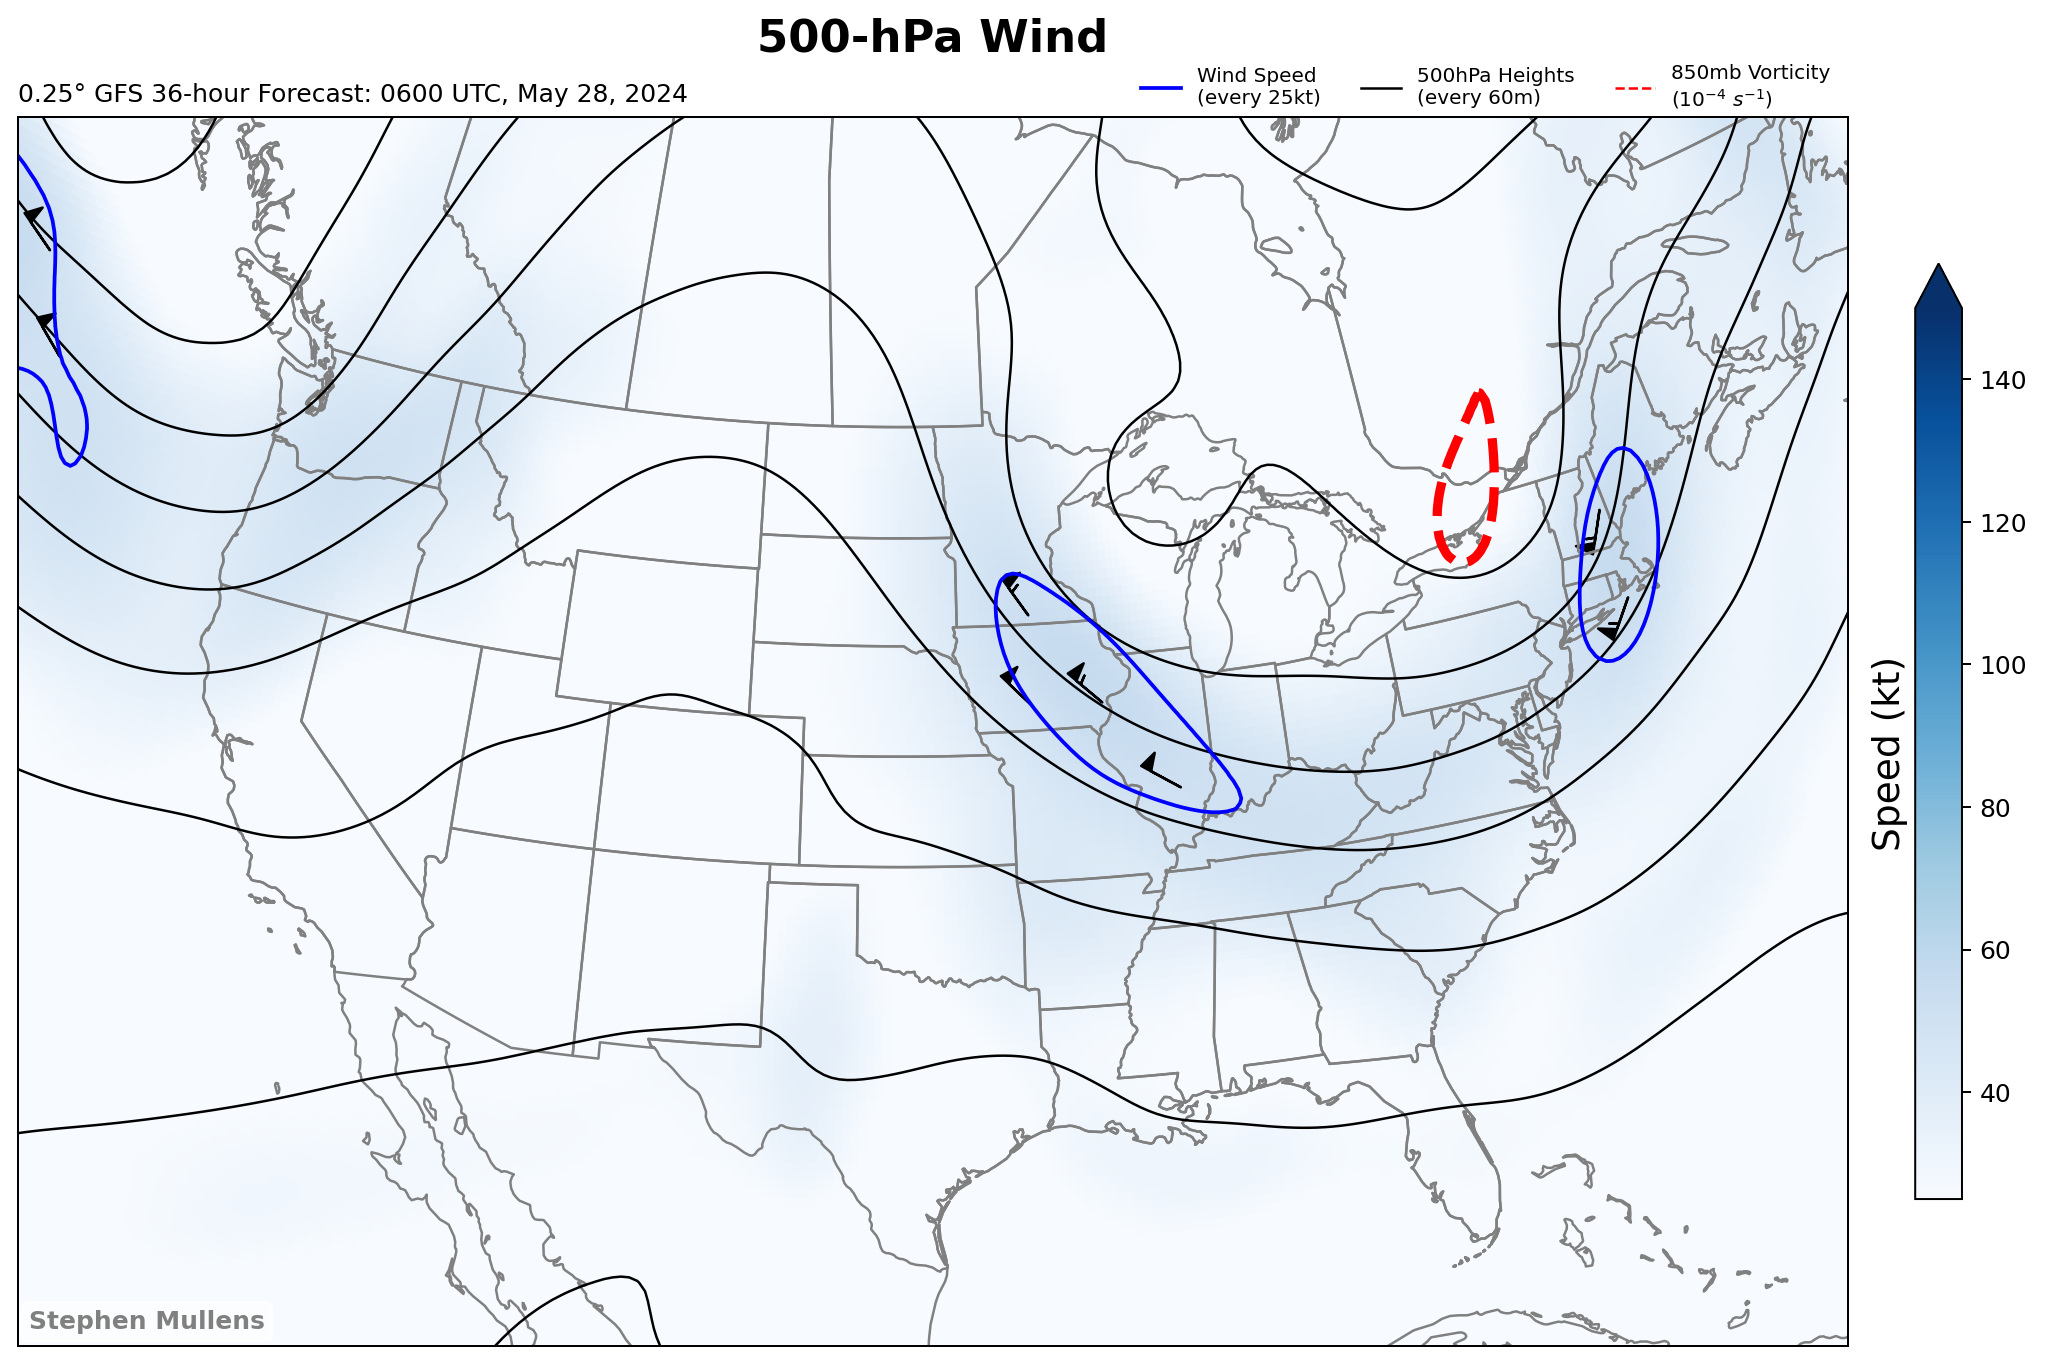 500-hPa Wind
0.25° GFS 36-hour Forecast: 0600 UTC, May 28, 2024
Wind Speed
(every 25kt)
500hPa Heights
(every 60m)
850mb Vorticity
(10⁻⁴ s⁻¹)
140
120
100
80
60
40
Speed (kt)
Stephen Mullens